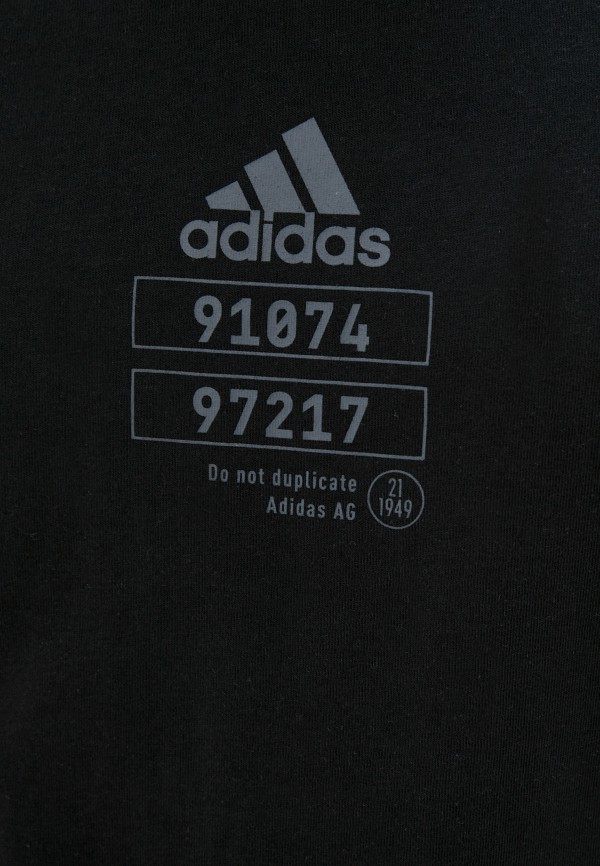 adidas
91074
97217
Do not duplicate
Adidas AG
21
1949